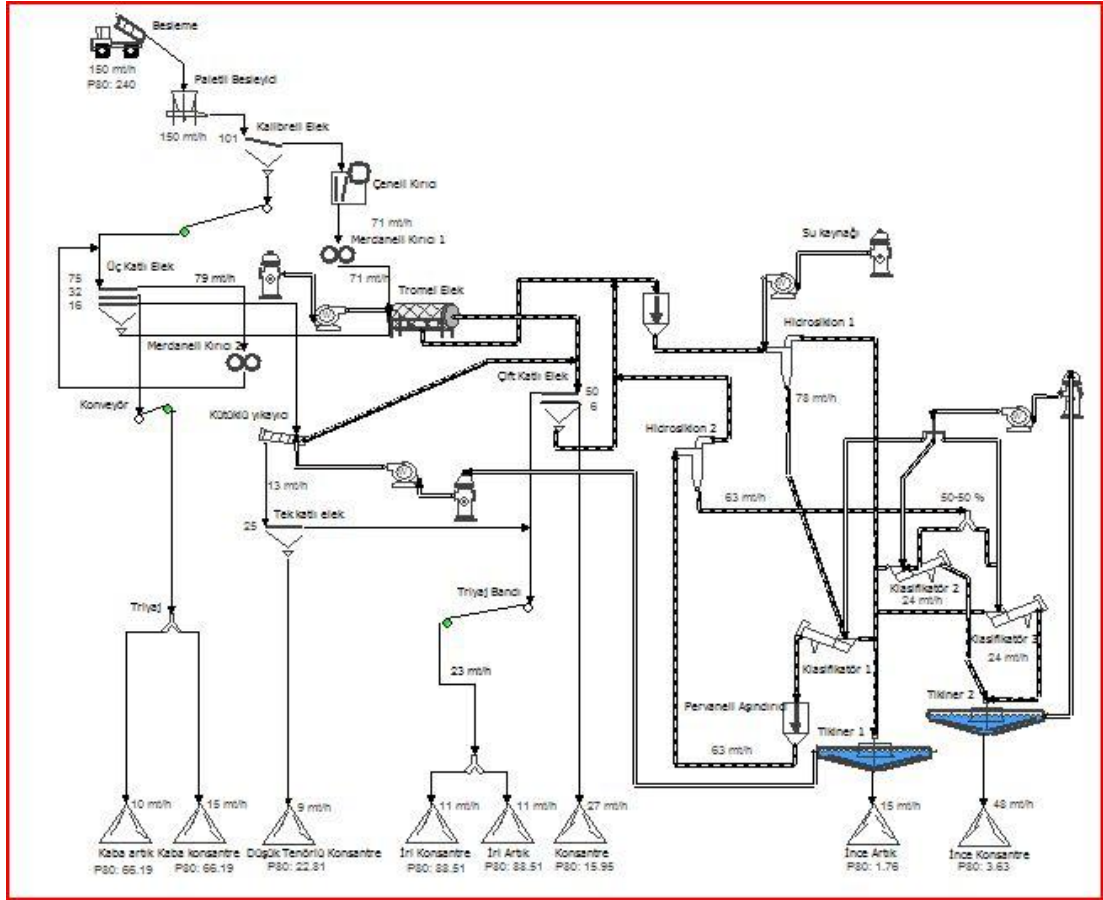 Besleme
150 mt/h
P80: 240
Paletli Besleyici
150 mt/h
101
Kalibreli Elek
Çeneli Kırıcı
71 mt/h
Merdaneli Kırıcı 1
71 mt/h
Su kaynağı
Üç Katlı Elek
75
32
16
79 mt/h
Tromel Elek
Hidrosiklon 1
Merdaneli Kırıcı 2
Çift Katlı Elek
50
6
78 mt/h
Konveyör
Kütüklü yıkayıcı
Hidrosiklon 2
13 mt/h
63 mt/h
50-50 %
Tek katlı elek
25
Klasifikatör 2
24 mt/h
Triyaj Bandı
Triyaj
Klasifikatör 3
24 mt/h
Klasifikatör 1
23 mt/h
Tikiner 2
Pervaneli Aşındırıcı
Tikiner 1
63 mt/h
10 mt/h
15 mt/h
9 mt/h
11 mt/h
11 mt/h
27 mt/h
15 mt/h
48 mt/h
Kaba artık
P80: 66.19
Kaba konsantre
P80: 66.19
Düşük Tenörlü Konsantre
P80: 22.81
İri Konsantre
P80: 88.51
İri Artık
P80: 88.51
Konsantre
P80: 15.95
İnce Artık
P80: 1.76
İnce Konsantre
P80: 3.63